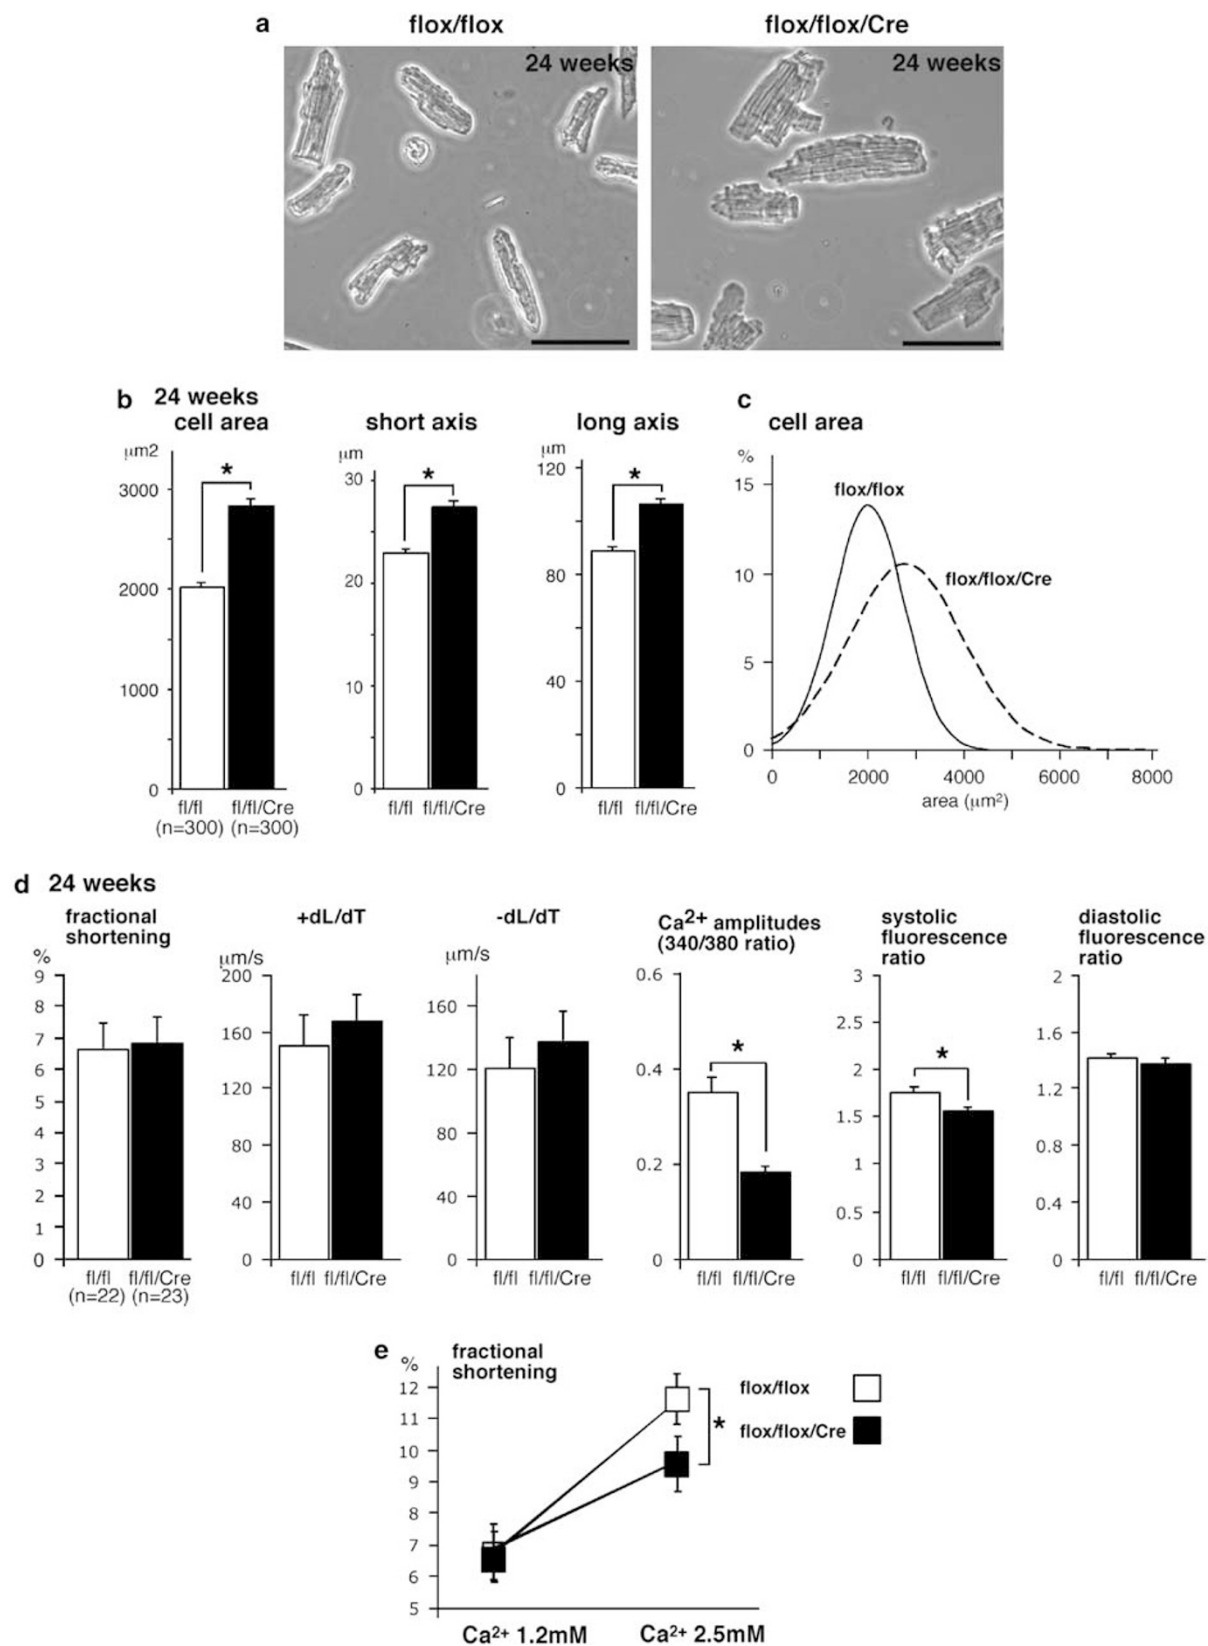 a
flox/flox
flox/flox/Cre
24 weeks
24 weeks
b
24 weeks
cell area
short axis
long axis
μm2
3000
2000
1000
0
*
fl/fl
fl/fl/Cre
(n=300) (n=300)
μm
30
20
10
0
*
fl/fl fl/fl/Cre
μm
120
80
40
0
*
fl/fl fl/fl/Cre
c
cell area
%
15
10
5
0
flox/flox
flox/flox/Cre
0 2000 4000 6000 8000
area (μm²)
d 24 weeks
fractional
shortening
%
9
8
7
6
5
4
3
2
1
0
fl/fl fl/fl/Cre
(n=22) (n=23)
+dL/dT
μm/s
200
160
120
80
40
0
fl/fl fl/fl/Cre
-dL/dT
μm/s
160
120
80
40
0
fl/fl fl/fl/Cre
Ca²⁺ amplitudes
(340/380 ratio)
0.6
0.4
0.2
0
*
fl/fl fl/fl/Cre
systolic
fluorescence
ratio
3
2.5
2
1.5
1
0.5
0
*
fl/fl fl/fl/Cre
diastolic
fluorescence
ratio
2
1.6
1.2
0.8
0.4
0
fl/fl fl/fl/Cre
e
fractional
shortening
%
12
11
10
9
8
7
6
5
*
flox/flox
flox/flox/Cre
Ca²⁺ 1.2mM
Ca²⁺ 2.5mM